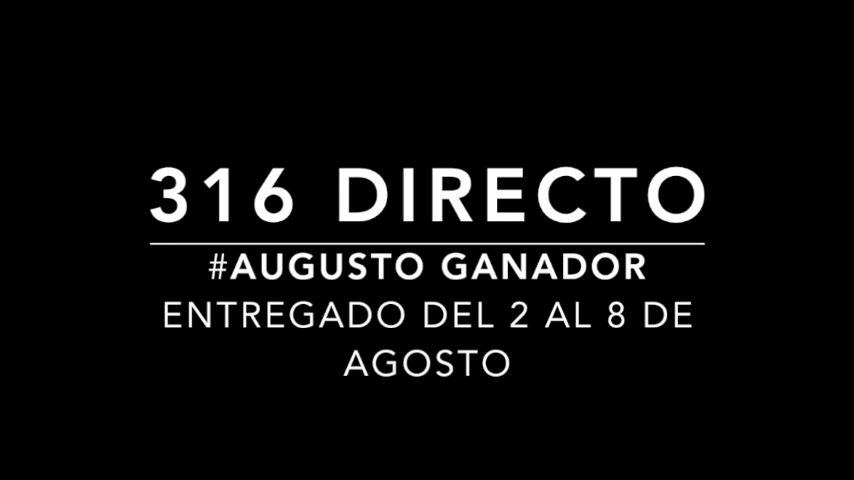 316 DIRECTO
#AUGUSTO GANADOR
ENTREGADO DEL 2 AL 8 DE
AGOSTO